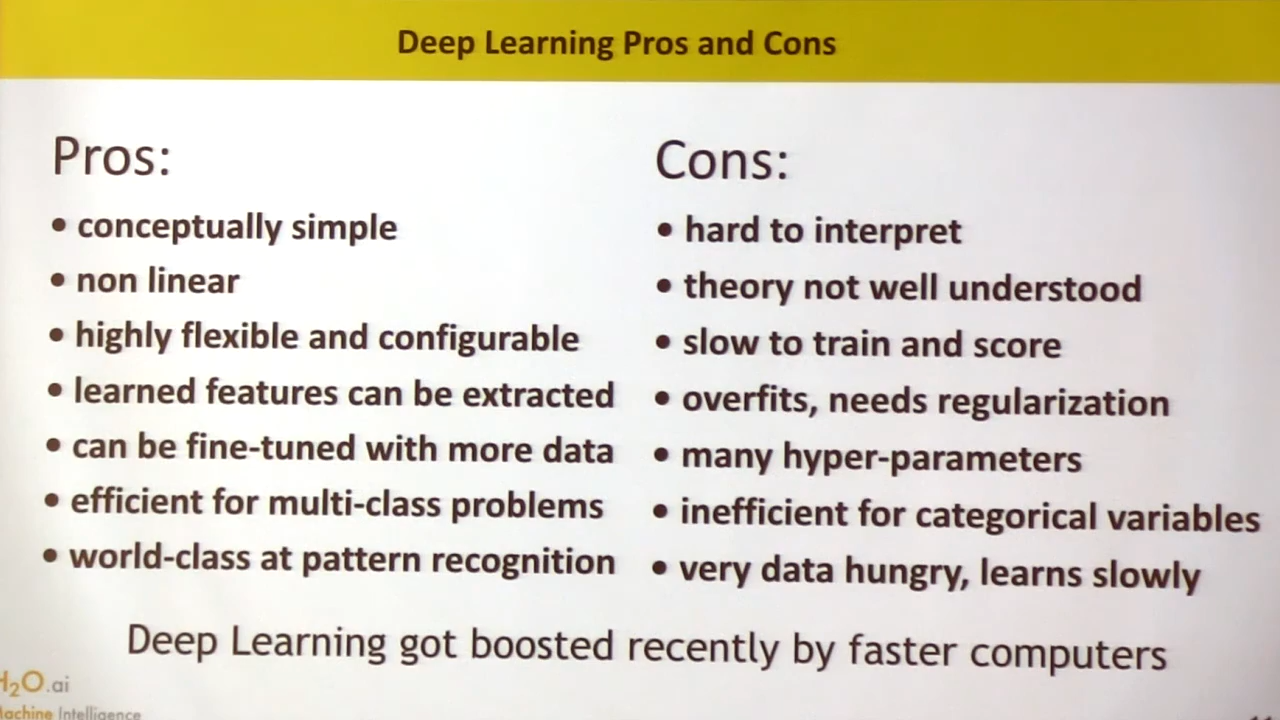 Deep Learning Pros and Cons
Pros:
• conceptually simple
• non linear
• highly flexible and configurable
• learned features can be extracted
• can be fine-tuned with more data
• efficient for multi-class problems
• world-class at pattern recognition
Cons:
• hard to interpret
• theory not well understood
• slow to train and score
• overfits, needs regularization
• many hyper-parameters
• inefficient for categorical variables
• very data hungry, learns slowly
Deep Learning got boosted recently by faster computers
H2O.ai
Machine Intelligence